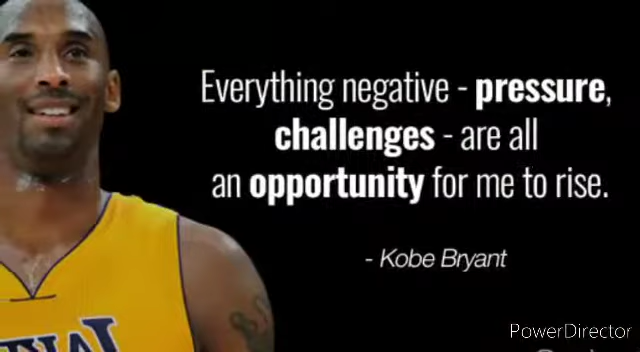 Everything negative - pressure,
challenges - are all
an opportunity for me to rise.
- Kobe Bryant
PowerDirector